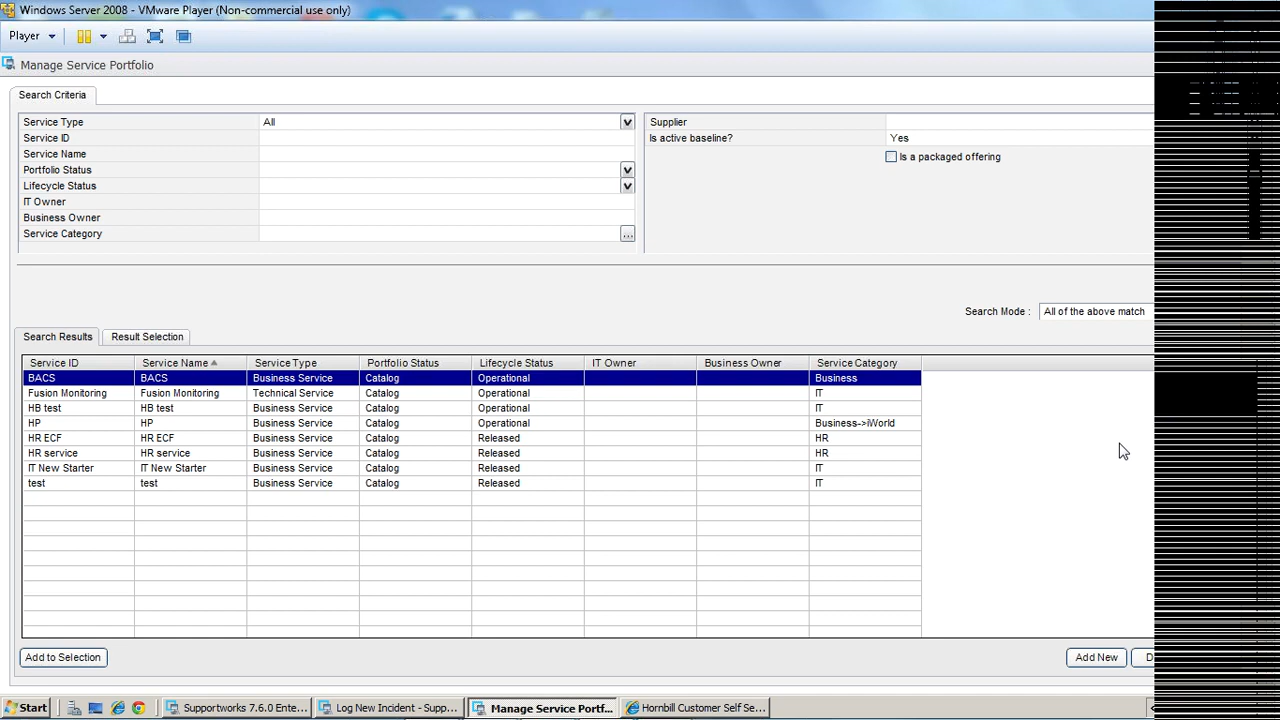 Windows Server 2008 - VMware Player (Non-commercial use only)
Player
Manage Service Portfolio
Search Criteria
Service Type All Supplier
Service ID Is active baseline? Yes
Service Name Is a packaged offering
Portfolio Status
Lifecycle Status
IT Owner
Business Owner
Service Category ...
Search Mode : All of the above match
Search Results Result Selection
Service ID Service Name Service Type Portfolio Status Lifecycle Status IT Owner Business Owner Service Category
BACS BACS Business Service Catalog Operational Business
Fusion Monitoring Fusion Monitoring Technical Service Catalog Operational IT
HB test HB test Business Service Catalog Operational IT
HP HP Business Service Catalog Operational Business->iWorld
HR ECF HR ECF Business Service Catalog Released HR
HR service HR service Business Service Catalog Released HR
IT New Starter IT New Starter Business Service Catalog Released IT
test test Business Service Catalog Released IT
Add to Selection Add New D
Start Supportworks 7.6.0 Ente... Log New Incident - Supp... Manage Service Portf... Hornbill Customer Self Se...